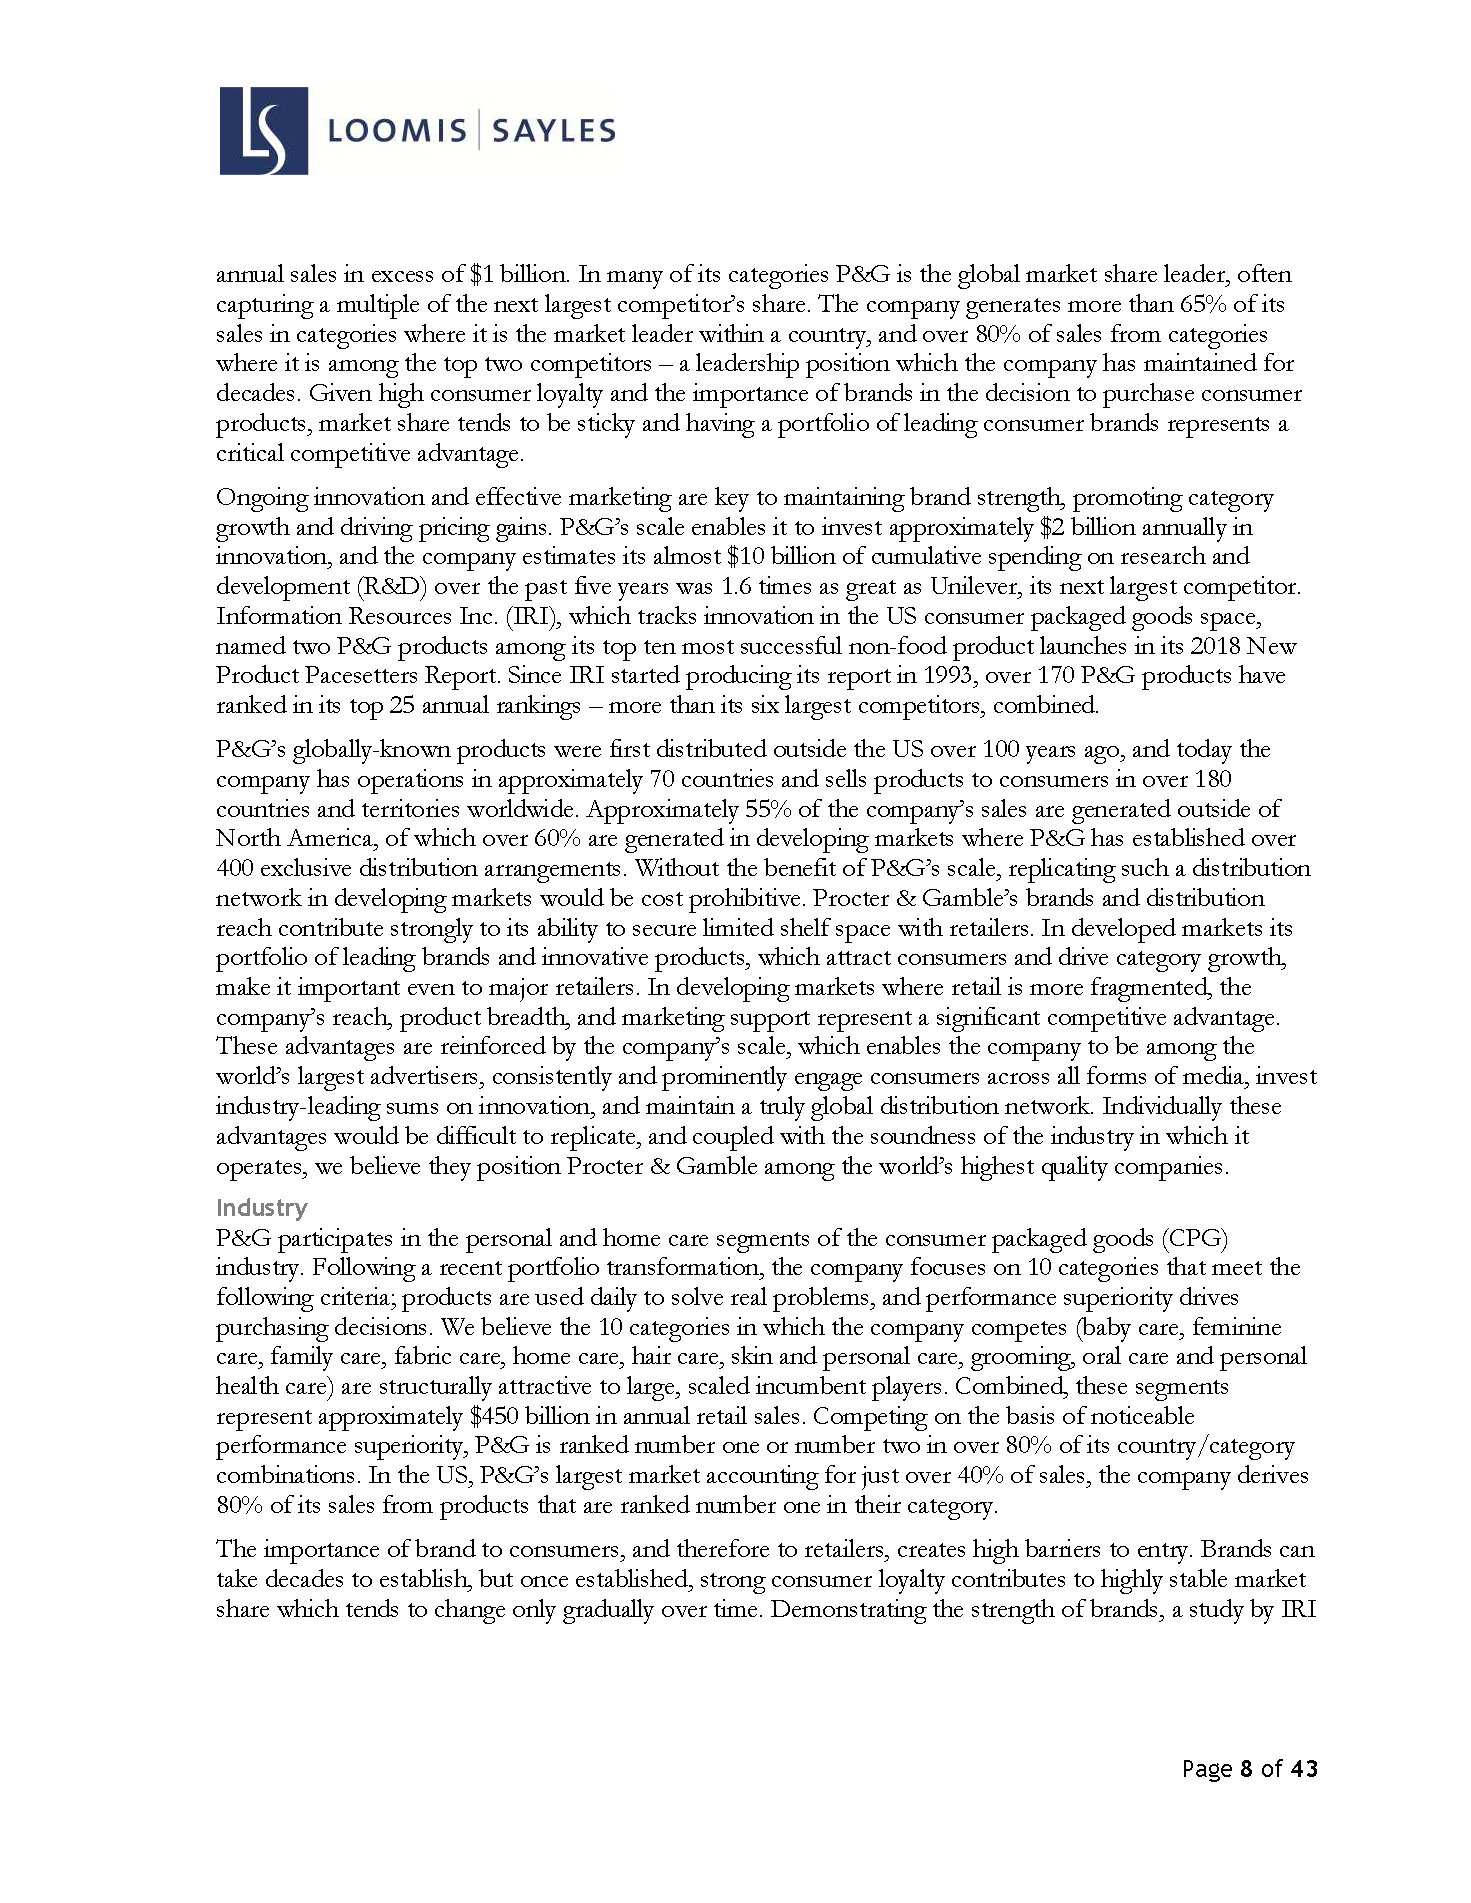 LS LOOMIS | SAYLES
annual sales in excess of $1 billion. In many of its categories P&G is the global market share leader, often
capturing a multiple of the next largest competitor's share. The company generates more than 65% of its
sales in categories where it is the market leader within a country, and over 80% of sales from categories
where it is among the top two competitors – a leadership position which the company has maintained for
decades. Given high consumer loyalty and the importance of brands in the decision to purchase consumer
products, market share tends to be sticky and having a portfolio of leading consumer brands represents a
critical competitive advantage.
Ongoing innovation and effective marketing are key to maintaining brand strength, promoting category
growth and driving pricing gains. P&G's scale enables it to invest approximately $2 billion annually in
innovation, and the company estimates its almost $10 billion of cumulative spending on research and
development (R&D) over the past five years was 1.6 times as great as Unilever, its next largest competitor.
Information Resources Inc. (IRI), which tracks innovation in the US consumer packaged goods space,
named two P&G products among its top ten most successful non-food product launches in its 2018 New
Product Pacesetters Report. Since IRI started producing its report in 1993, over 170 P&G products have
ranked in its top 25 annual rankings – more than its six largest competitors, combined.
P&G's globally-known products were first distributed outside the US over 100 years ago, and today the
company has operations in approximately 70 countries and sells products to consumers in over 180
countries and territories worldwide. Approximately 55% of the company's sales are generated outside of
North America, of which over 60% are generated in developing markets where P&G has established over
400 exclusive distribution arrangements. Without the benefit of P&G's scale, replicating such a distribution
network in developing markets would be cost prohibitive. Procter & Gamble's brands and distribution
reach contribute strongly to its ability to secure limited shelf space with retailers. In developed markets its
portfolio of leading brands and innovative products, which attract consumers and drive category growth,
make it important even to major retailers. In developing markets where retail is more fragmented, the
company's reach, product breadth, and marketing support represent a significant competitive advantage.
These advantages are reinforced by the company's scale, which enables the company to be among the
world's largest advertisers, consistently and prominently engage consumers across all forms of media, invest
industry-leading sums on innovation, and maintain a truly global distribution network. Individually these
advantages would be difficult to replicate, and coupled with the soundness of the industry in which it
operates, we believe they position Procter & Gamble among the world's highest quality companies.
Industry
P&G participates in the personal and home care segments of the consumer packaged goods (CPG)
industry. Following a recent portfolio transformation, the company focuses on 10 categories that meet the
following criteria; products are used daily to solve real problems, and performance superiority drives
purchasing decisions. We believe the 10 categories in which the company competes (baby care, feminine
care, family care, fabric care, home care, hair care, skin and personal care, grooming, oral care and personal
health care) are structurally attractive to large, scaled incumbent players. Combined, these segments
represent approximately $450 billion in annual retail sales. Competing on the basis of noticeable
performance superiority, P&G is ranked number one or number two in over 80% of its country/category
combinations. In the US, P&G's largest market accounting for just over 40% of sales, the company derives
80% of its sales from products that are ranked number one in their category.
The importance of brand to consumers, and therefore to retailers, creates high barriers to entry. Brands can
take decades to establish, but once established, strong consumer loyalty contributes to highly stable market
share which tends to change only gradually over time. Demonstrating the strength of brands, a study by IRI
Page 8 of 43